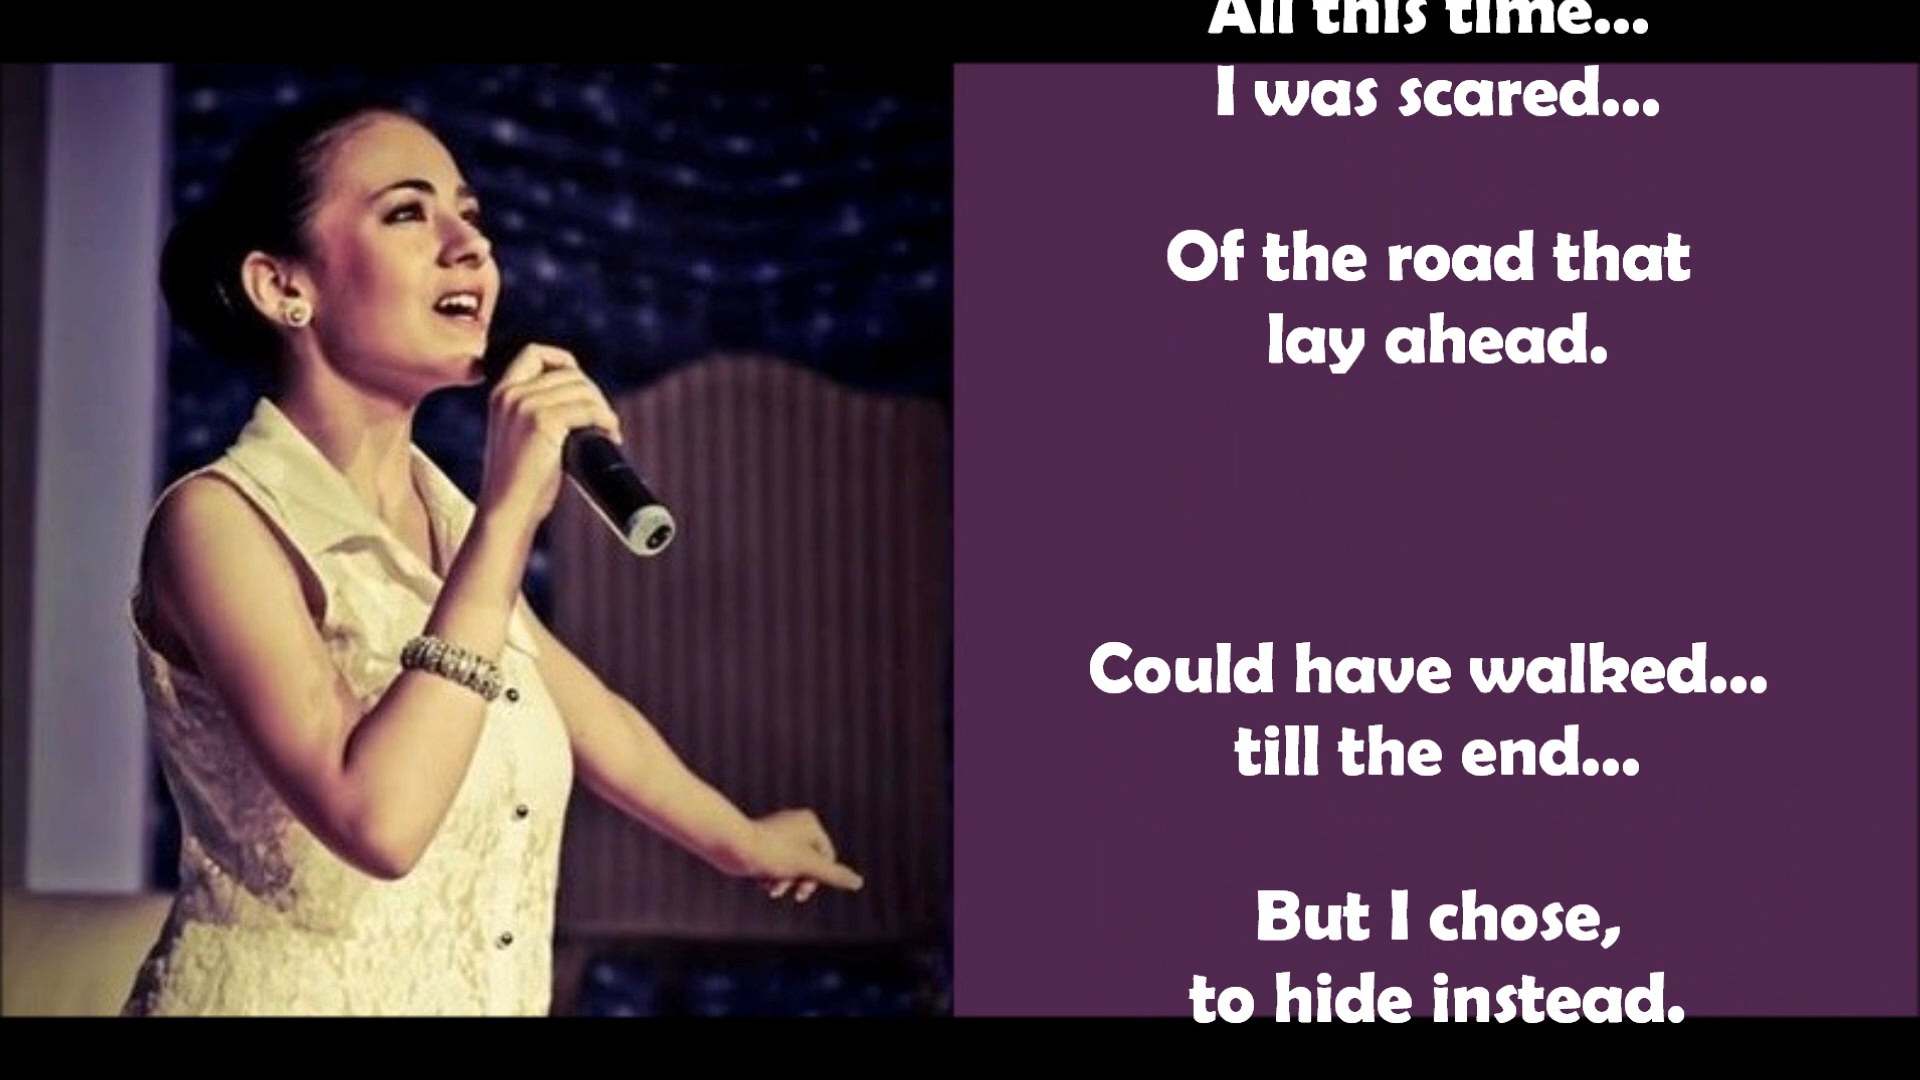 All this time...
I was scared...
Of the road that
lay ahead.
Could have walked...
till the end...
But I chose,
to hide instead.